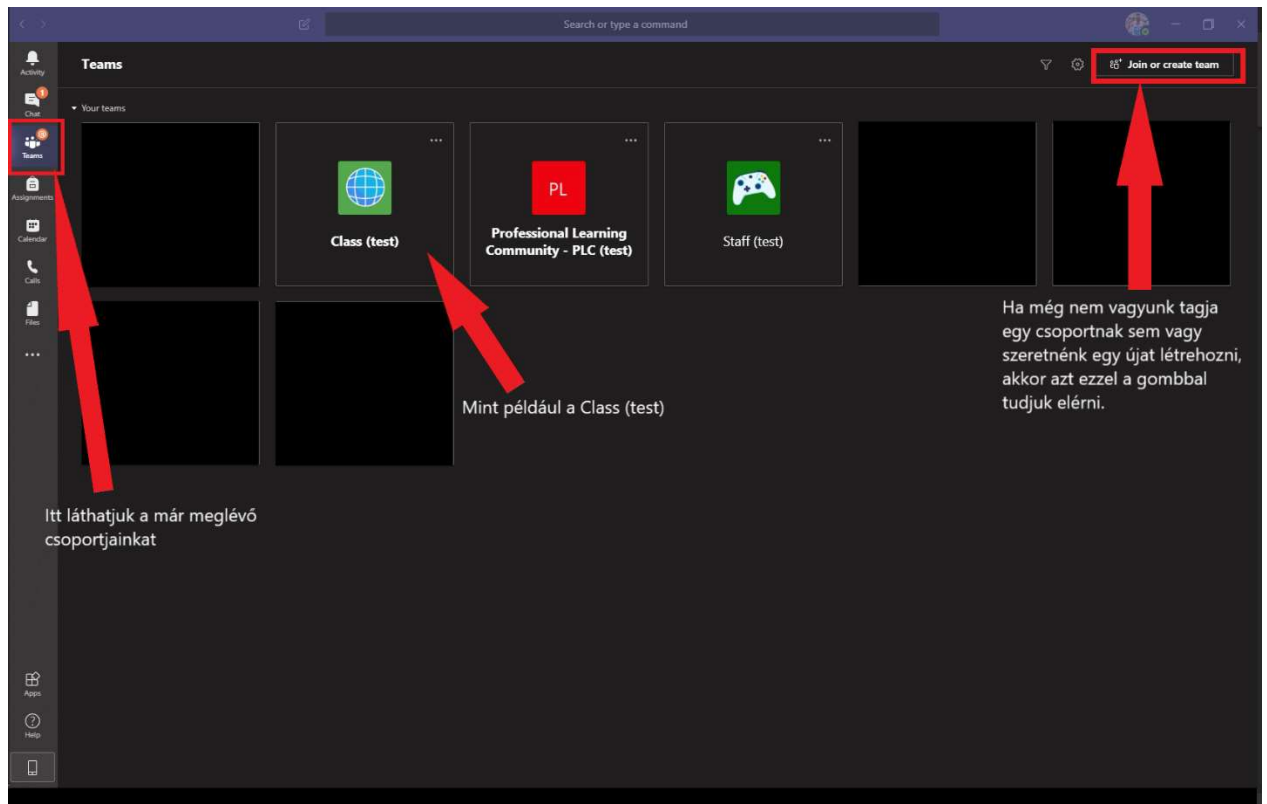 Search or type a command
Activity
Teams
Join or create team
Chat
1
Your teams
Teams
Assignments
Calendar
Calls
Files
Class (test)
PL
Professional Learning
Community - PLC (test)
Staff (test)
Ha még nem vagyunk tagja
egy csoportnak sem vagy
szeretnénk egy újat létrehozni,
akkor azt ezzel a gombbal
tudjuk elérni.
Mint például a Class (test)
Itt láthatjuk a már meglévő
csoportjainkat
Apps
Help